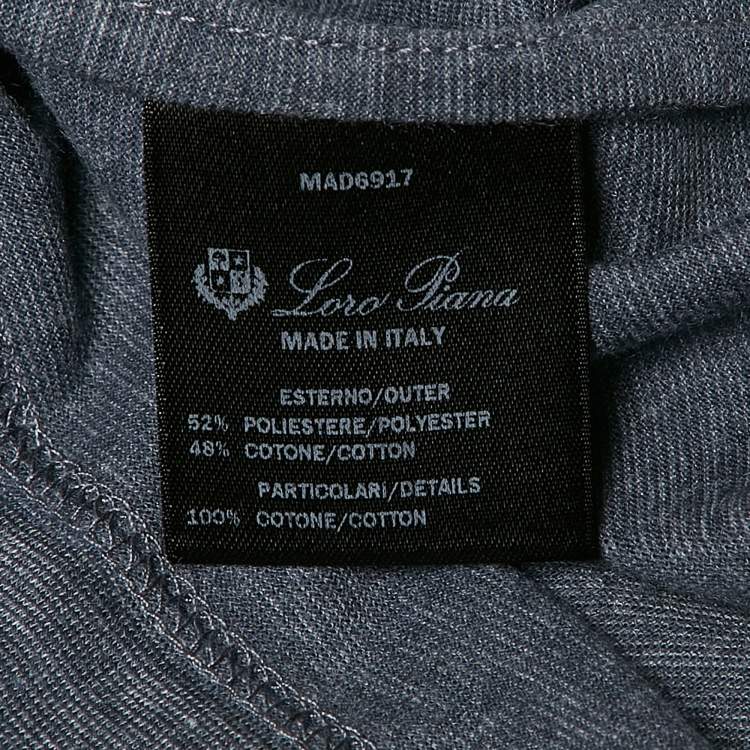 MAD6917
Loro Piana
MADE IN ITALY
ESTERNO/OUTER
52% POLIESTERE/POLYESTER
48% COTONE/COTTON
PARTICOLARI/DETAILS
100% COTONE/COTTON